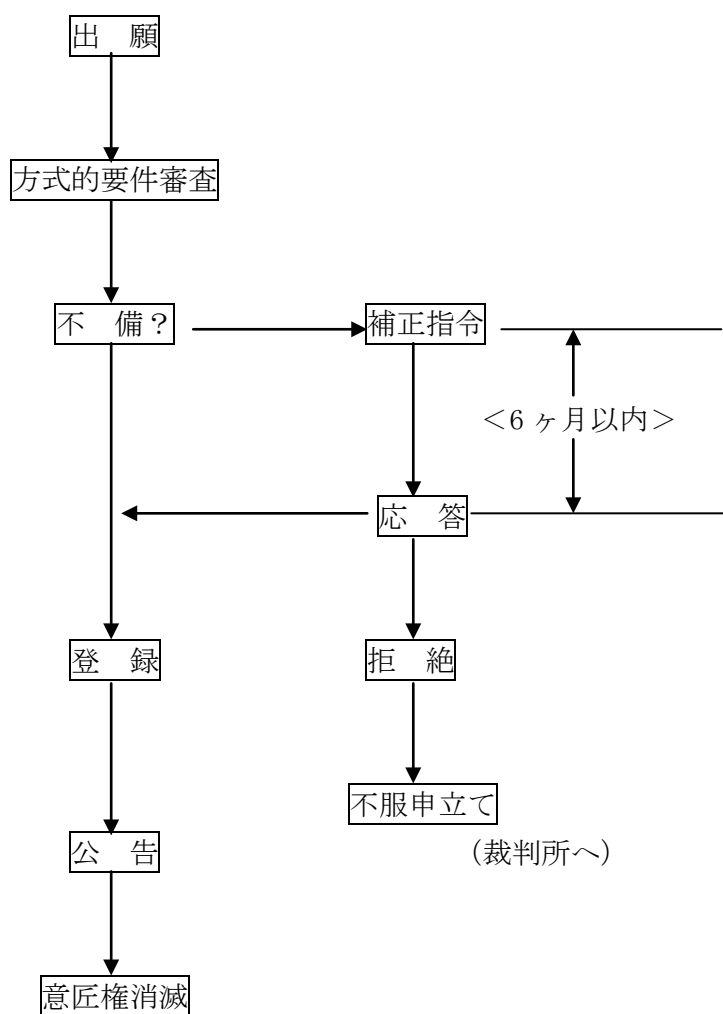 出　願
方式的要件審査
不　備？
補正指令
＜6ヶ月以内＞
応　答
登　録
拒　絶
不服申立て
（裁判所へ）
公　告
意匠権消滅